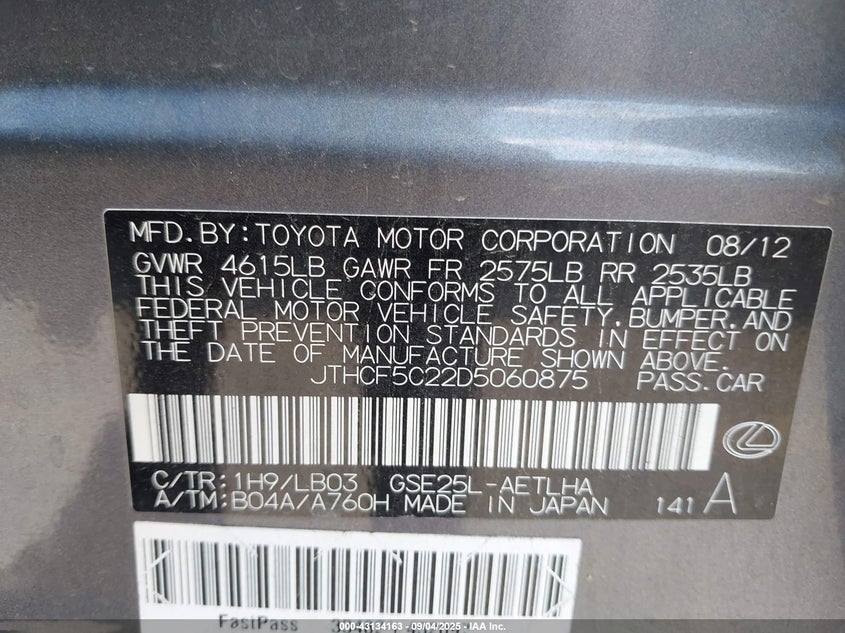 MFD.BY:TOYOTA MOTOR CORPORATION 08/12
GVWR 4615LB GAWR FR 2575LB RR 2535LB
THIS VEHICLE CONFORMS TO ALL APPLICABLE
FEDERAL MOTOR VEHICLE SAFETY,BUMPER,AND
THEFT PREVENTION STANDARDS IN EFFECT ON
THE DATE OF MANUFACTURE SHOWN ABOVE.
JTHCF5C22D5060875 PASS.CAR
C/TR:1H9/LB03 GSE25L-AETLHA
A/TM:B04A/A760H MADE IN JAPAN 141 A
FastPass
000-43134163 - 09/04/2025 - IAA Inc.